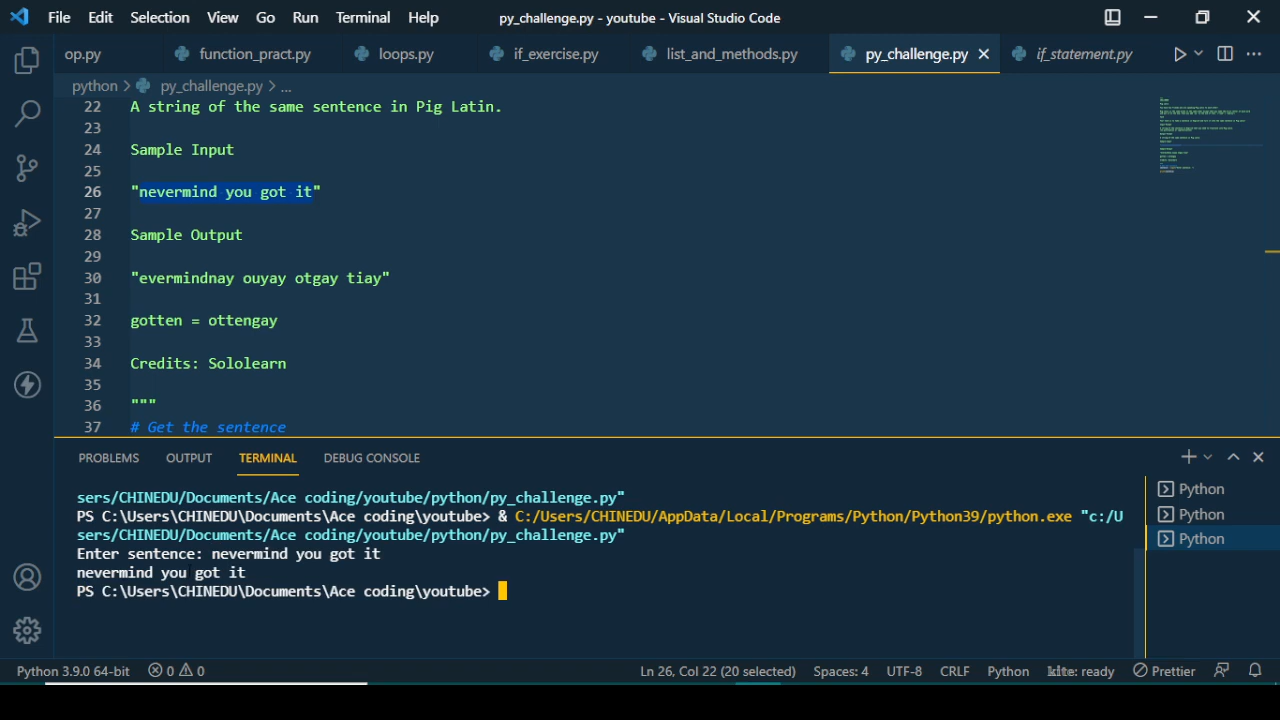 File Edit Selection View Go Run Terminal Help py_challenge.py - youtube - Visual Studio Code
op.py function_pract.py loops.py if_exercise.py list_and_methods.py py_challenge.py if_statement.py
python > py_challenge.py > ...
22 A string of the same sentence in Pig Latin.
23
24 Sample Input
25
26 "nevermind you got it"
27
28 Sample Output
29
30 "evermindnay ouyay otgay tiay"
31
32 gotten = ottengay
33
34 Credits: Sololearn
35
36 """
37 # Get the sentence
PROBLEMS OUTPUT TERMINAL DEBUG CONSOLE
sers/CHINEDU/Documents/Ace coding/youtube/python/py_challenge.py"
PS C:\Users\CHINEDU\Documents\Ace coding\youtube> & C:/Users/CHINEDU/AppData/Local/Programs/Python/Python39/python.exe "c:/U
sers/CHINEDU/Documents/Ace coding/youtube/python/py_challenge.py"
Enter sentence: nevermind you got it
nevermind you got it
PS C:\Users\CHINEDU\Documents\Ace coding\youtube>
Python
Python
Python
Python 3.9.0 64-bit 0 0 Ln 26, Col 22 (20 selected) Spaces: 4 UTF-8 CRLF Python kite: ready Prettier